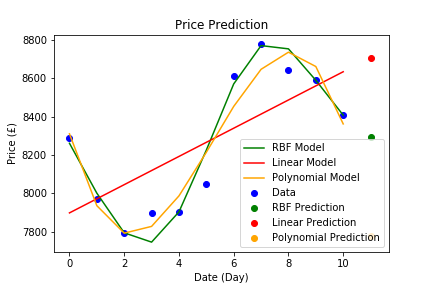 Price Prediction
Price (£)
8800
8600
8400
8200
8000
7800
0 2 4 6 8 10
Date (Day)
RBF Model
Linear Model
Polynomial Model
Data
RBF Prediction
Linear Prediction
Polynomial Prediction